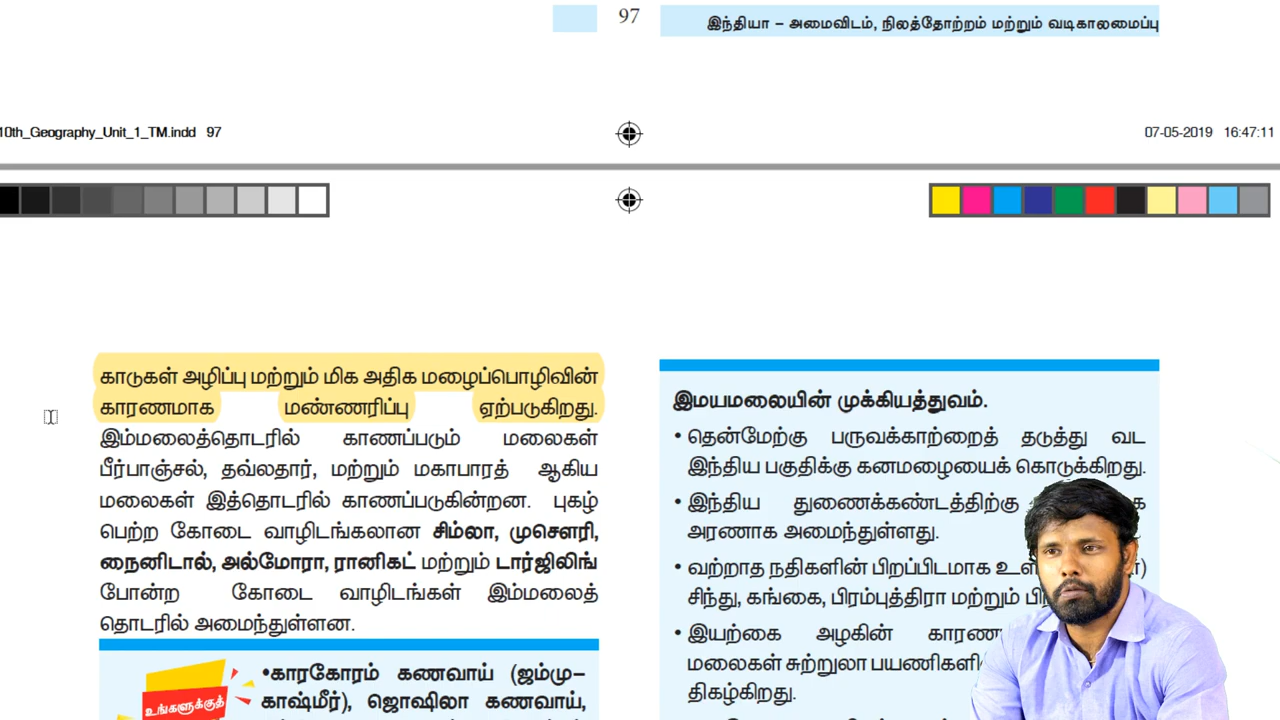 97
இந்தியா – அமைவிடம், நிலத்தோற்றம் மற்றும் வடிகாலமைப்பு
10th_Geography_Unit_1_TM.indd 97
07-05-2019 16:47:11
காடுகள் அழிப்பு மற்றும் மிக அதிக மழைப்பொழிவின்
காரணமாக மண்ணரிப்பு ஏற்படுகிறது.
இம்மலைத்தொடரில் காணப்படும் மலைகள்
பீர்பாஞ்சல், தவ்லதார், மற்றும் மகாபாரத் ஆகிய
மலைகள் இத்தொடரில் காணப்படுகின்றன. புகழ்
பெற்ற கோடை வாழிடங்கலான சிம்லா, முசௌரி,
நைனிடால், அல்மோரா, ரானிகட் மற்றும் டார்ஜிலிங்
போன்ற கோடை வாழிடங்கள் இம்மலைத்
தொடரில் அமைந்துள்ளன.
உங்களுக்குத்
•காரகோரம் கணவாய் (ஜம்மு–
காஷ்மீர்), ஜொஷிலா கணவாய்,
இமயமலையின் முக்கியத்துவம்.
• தென்மேற்கு பருவக்காற்றைத் தடுத்து வட
இந்திய பகுதிக்கு கனமழையைக் கொடுக்கிறது.
• இந்திய துணைக்கண்டத்திற்கு
அரணாக அமைந்துள்ளது.
• வற்றாத நதிகளின் பிறப்பிடமாக
சிந்து, கங்கை, பிரம்புத்திரா மற்றும்
• இயற்கை அழகின்
மலைகள் சுற்றுலா
திகழ்கிறது.